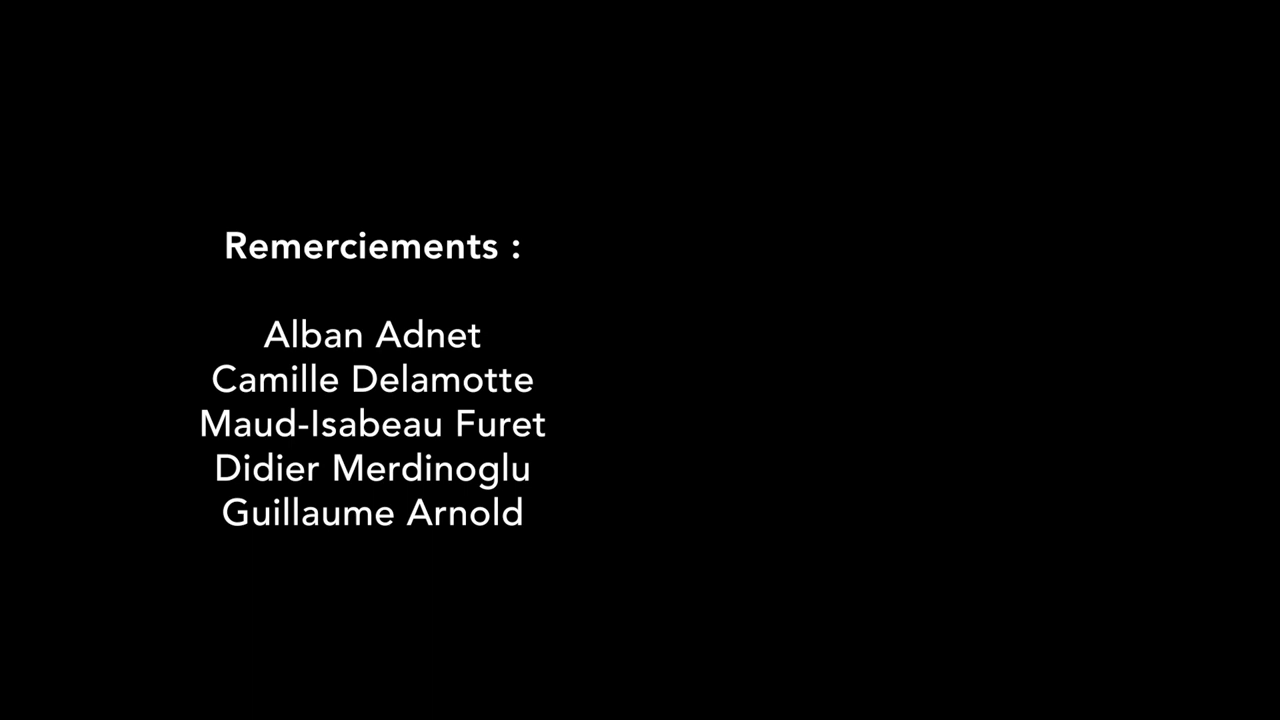 Remerciements :
Alban Adnet
Camille Delamotte
Maud-Isabeau Furet
Didier Merdinoglu
Guillaume Arnold